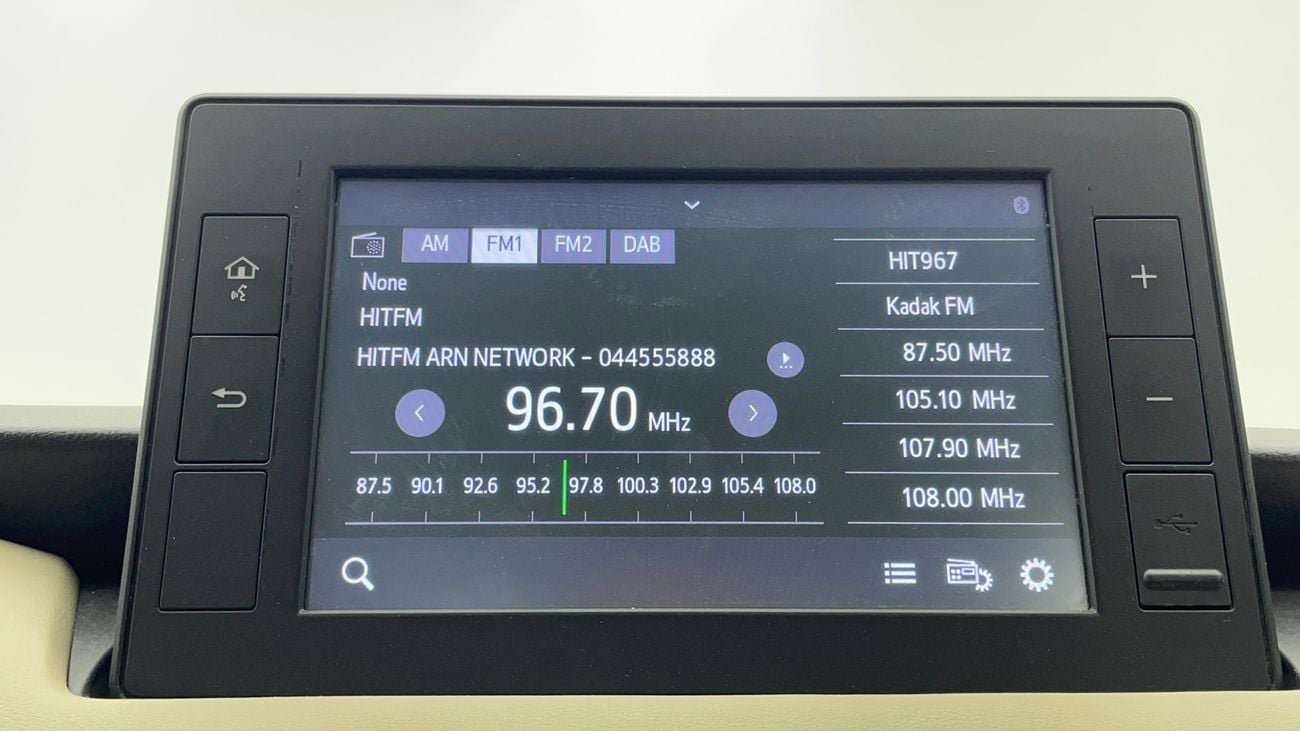 AM FM1 FM2 DAB
None
HITFM
HITFM ARN NETWORK - 044555888
96.70 MHz
87.5 90.1 92.6 95.2 97.8 100.3 102.9 105.4 108.0
HIT967
Kadak FM
87.50 MHz
105.10 MHz
107.90 MHz
108.00 MHz